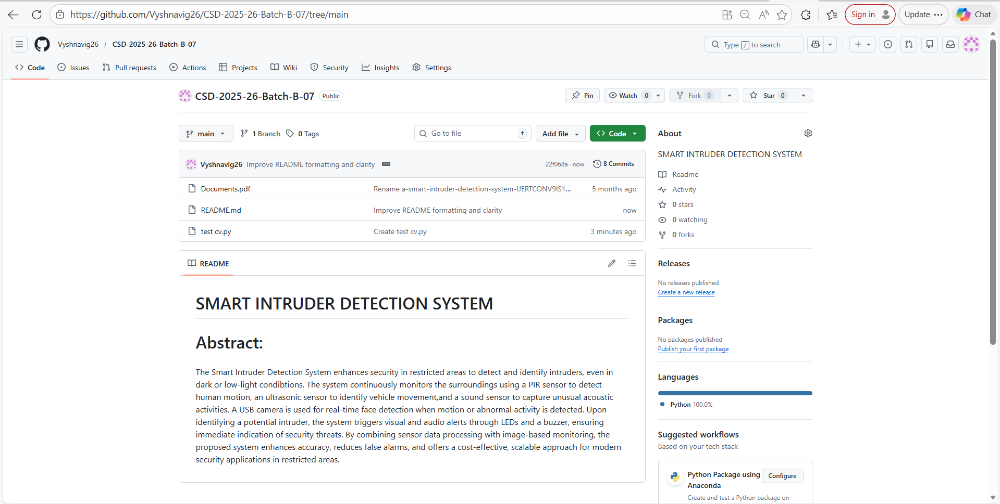 https://github.com/Vyshnavig26/CSD-2025-26-Batch-B-07/tree/main
Sign in
Update
Chat
Vyshnavig26 / CSD-2025-26-Batch-B-07
Type / to search
Code Issues Pull requests Actions Projects Wiki Security Insights Settings
CSD-2025-26-Batch-B-07 Public
Pin Watch 0 Fork 0 Star 0
main 1 Branch 0 Tags Go to file t Add file Code
Vyshnavig26 Improve README formatting and clarity 22f068a · now 8 Commits
Documents.pdf Rename a-smart-intruder-detection-system-IJERTCONV9IS1... 5 months ago
README.md Improve README formatting and clarity now
test cv.py Create test cv.py 3 minutes ago
README
SMART INTRUDER DETECTION SYSTEM
Abstract:
The Smart Intruder Detection System enhances security in restricted areas to detect and identify intruders, even in
dark or low-light condibtions. The system continuously monitors the surroundings using a PIR sensor to detect
human motion, an ultrasonic sensor to identify vehicle movement,and a sound sensor to capture unusual acoustic
activities. A USB camera is used for real-time face detection when motion or abnormal activity is detected. Upon
identifying a potential intruder, the system triggers visual and audio alerts through LEDs and a buzzer, ensuring
immediate indication of security threats. By combining sensor data processing with image-based monitoring, the
proposed system enhances accuracy, reduces false alarms, and offers a cost-effective, scalable approach for modern
security applications in restricted areas.
About
SMART INTRUDER DETECTION SYSTEM
Readme
Activity
0 stars
0 watching
0 forks
Releases
No releases published
Create a new release
Packages
No packages published
Publish your first package
Languages
Python 100.0%
Suggested workflows
Based on your tech stack
Python Package using
Anaconda
Configure
Create and test a Python package on